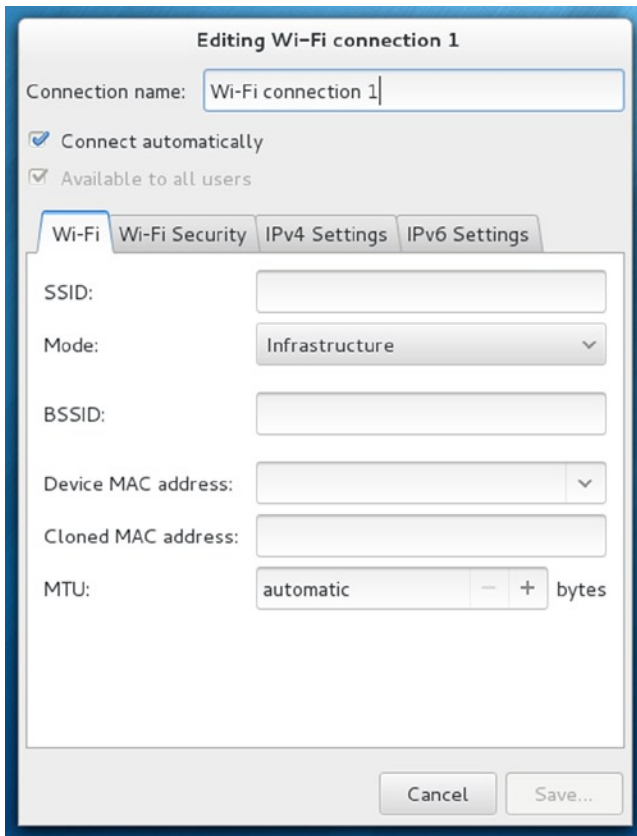 Editing Wi-Fi connection 1
Connection name: Wi-Fi connection 1
Connect automatically
Available to all users
Wi-Fi Wi-Fi Security IPv4 Settings IPv6 Settings
SSID:
Mode: Infrastructure
BSSID:
Device MAC address:
Cloned MAC address:
MTU: automatic − + bytes
Cancel Save...